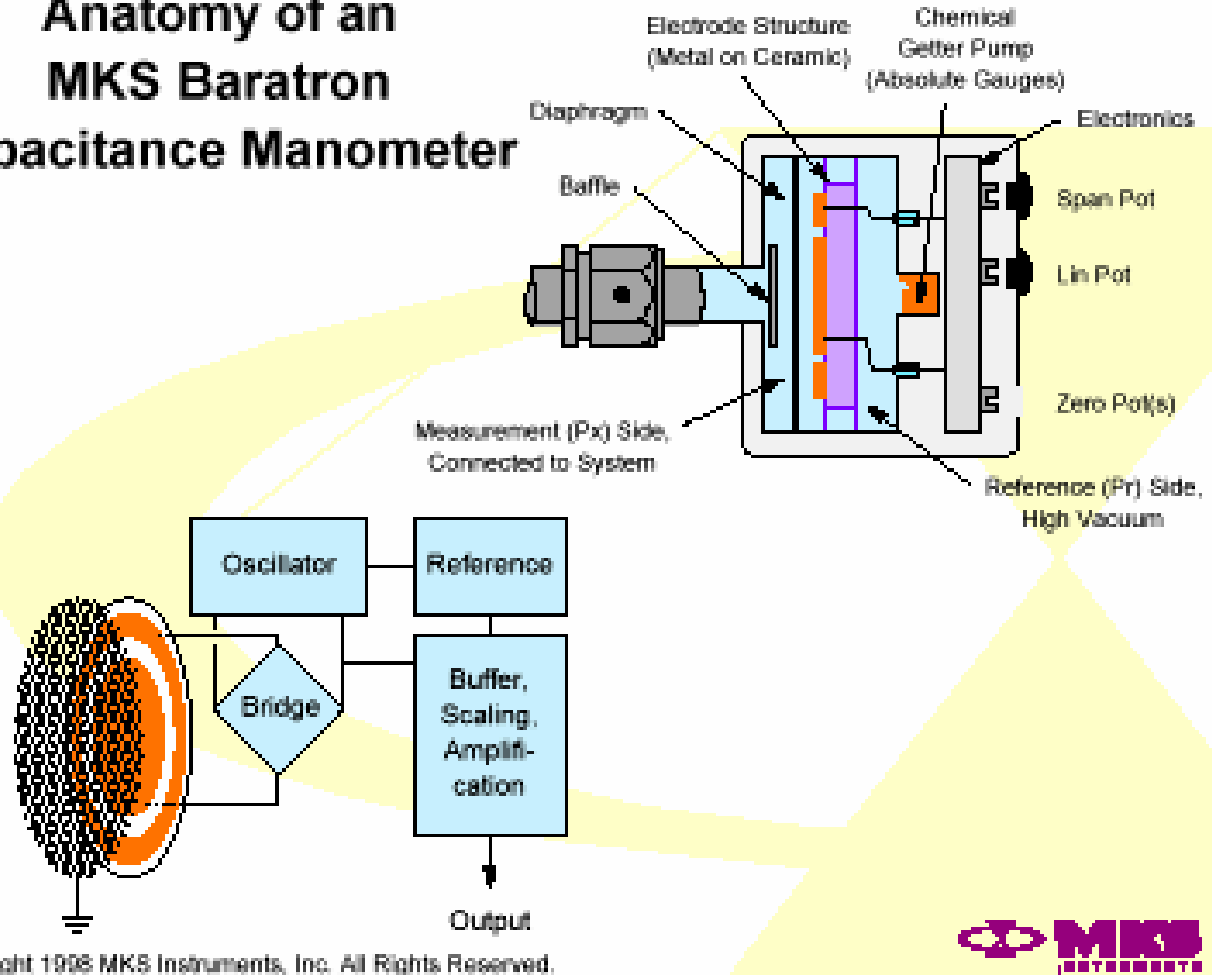 Anatomy of an
MKS Baratron
pacitance Manometer
Electrode Structure
(Metal on Ceramic)
Chemical
Getter Pump
(Absolute Gauges)
Diaphragm
Electronics
Baffle
Span Pot
Lin Pot
Zero Pot(s)
Measurement (Px) Side,
Connected to System
Reference (Pr) Side,
High Vacuum
Oscillator
Reference
Bridge
Buffer,
Scaling,
Amplifi-
cation
Output
ght 1998 MKS Instruments, Inc. All Rights Reserved.
MKS
INSTRUMENTS